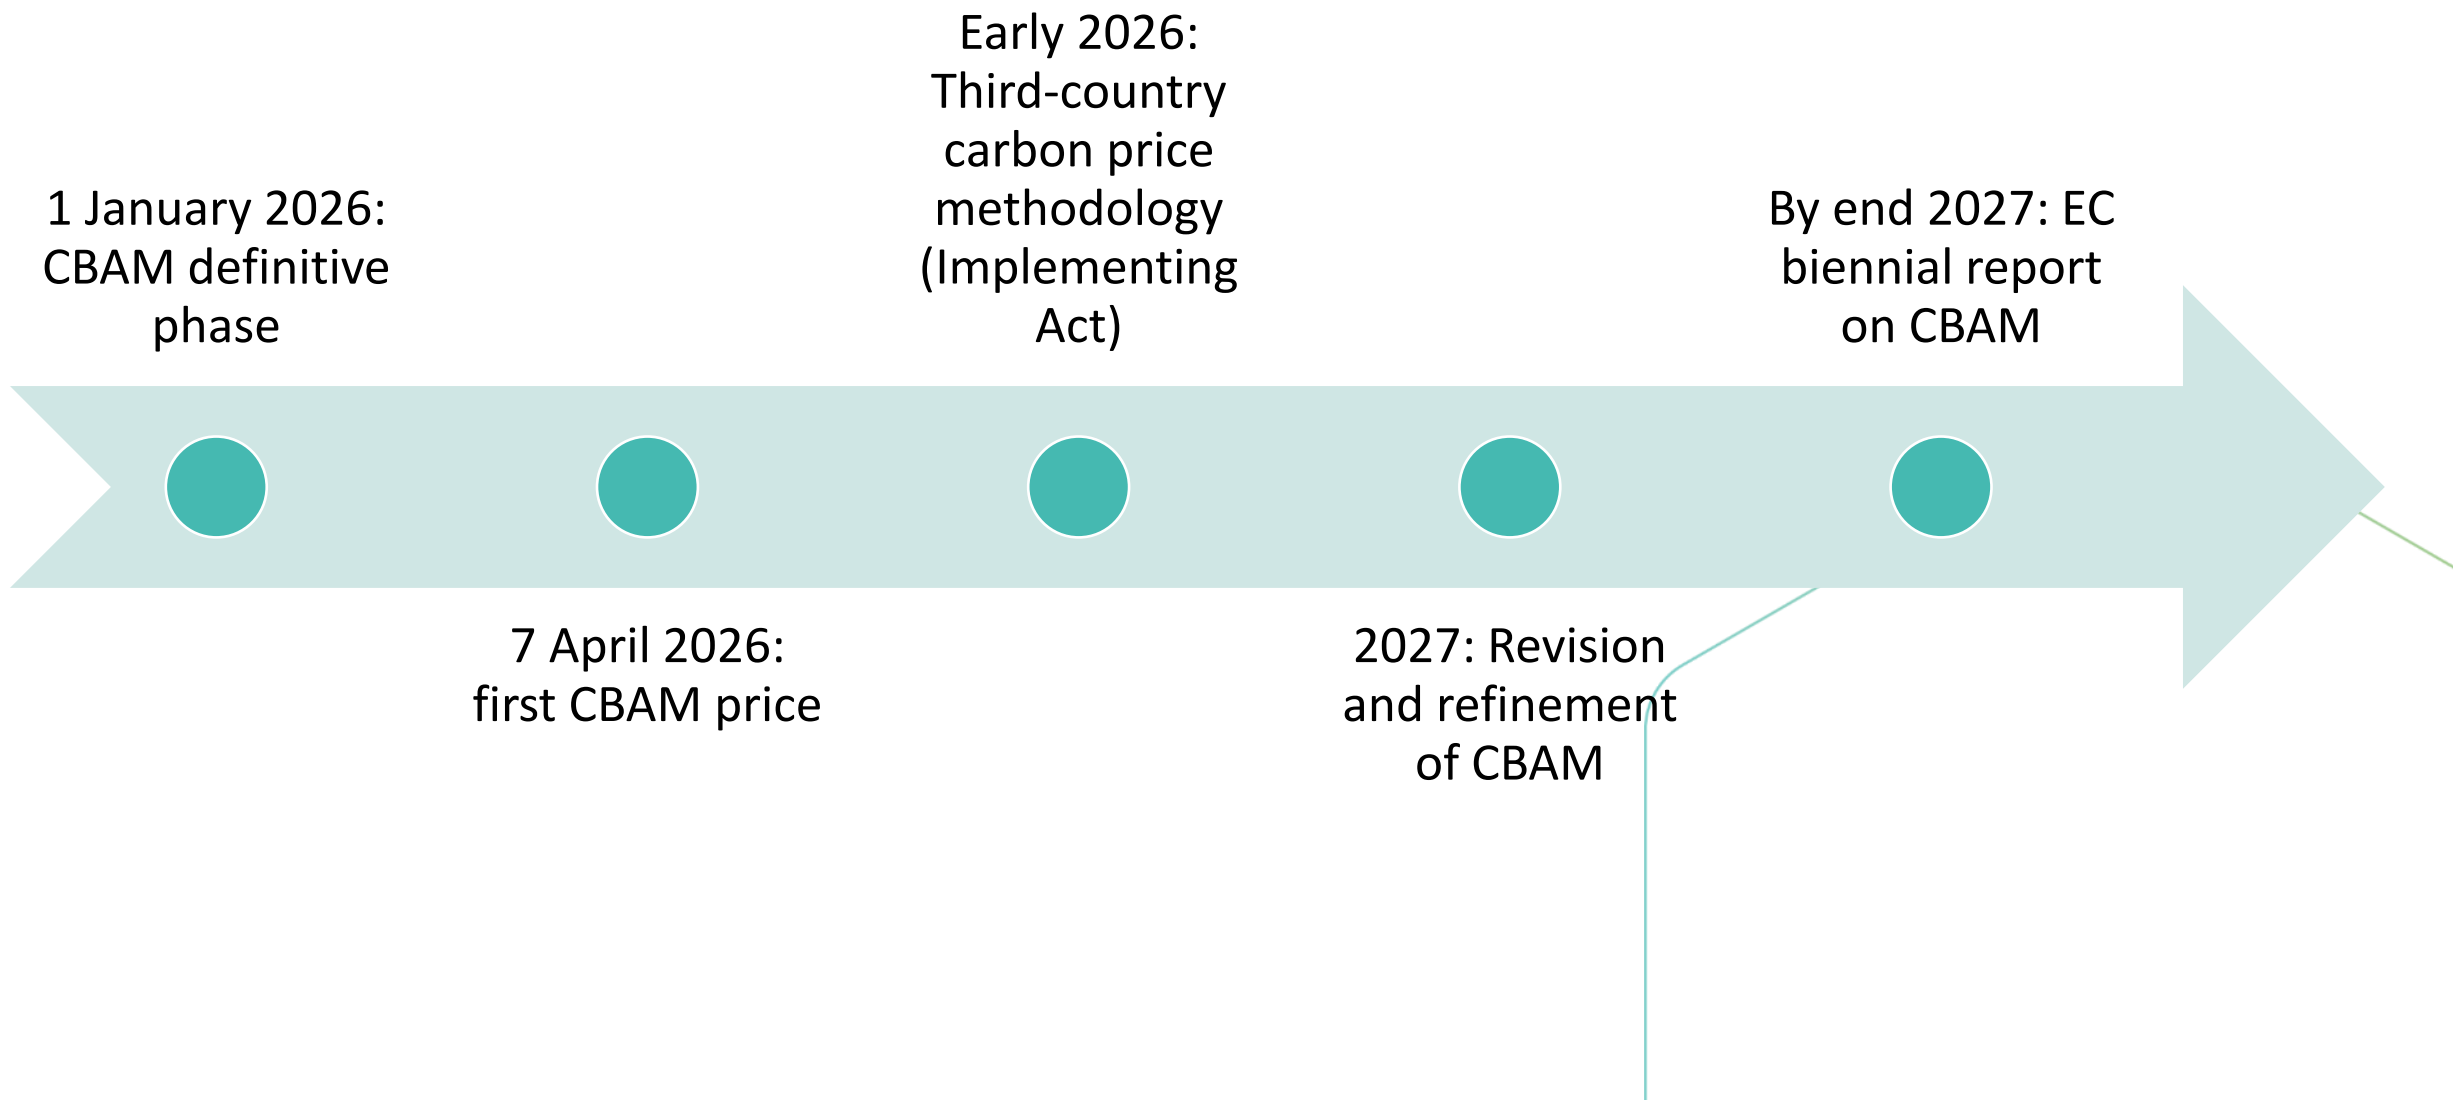 1 January 2026:
CBAM definitive
phase
7 April 2026:
first CBAM price
Early 2026:
Third-country
carbon price
methodology
(Implementing
Act)
2027: Revision
and refinement
of CBAM
By end 2027: EC
biennial report
on CBAM